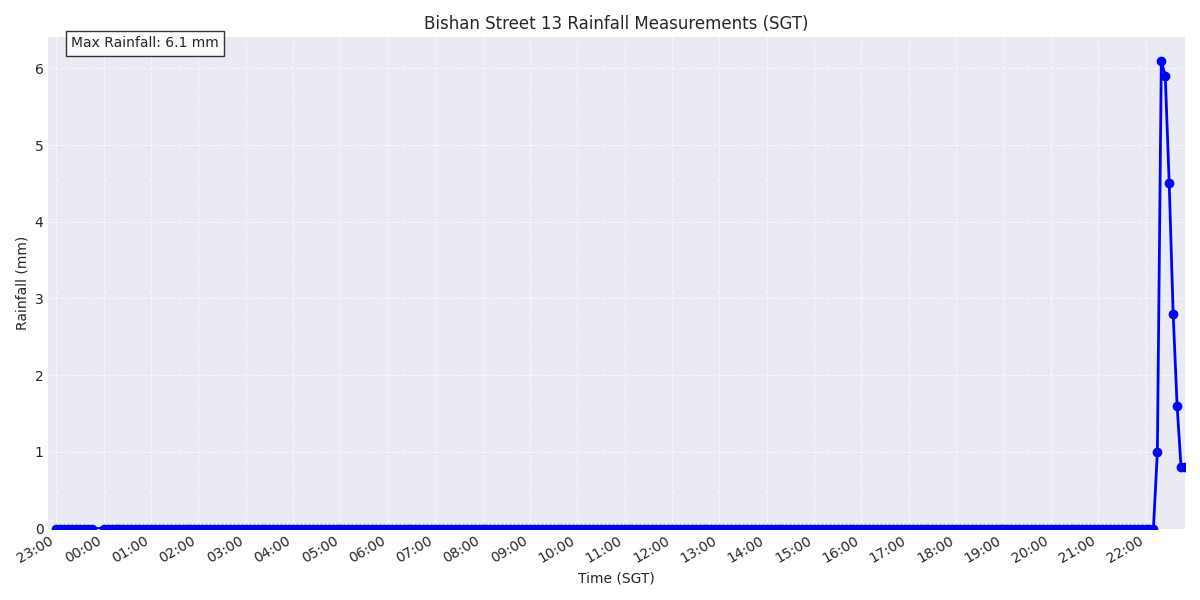 Bishan Street 13 Rainfall Measurements (SGT)
Max Rainfall: 6.1 mm
6
5
4
3
2
1
0
Rainfall (mm)
23:00 00:00 01:00 02:00 03:00 04:00 05:00 06:00 07:00 08:00 09:00 10:00 11:00 12:00 13:00 14:00 15:00 16:00 17:00 18:00 19:00 20:00 21:00 22:00
Time (SGT)